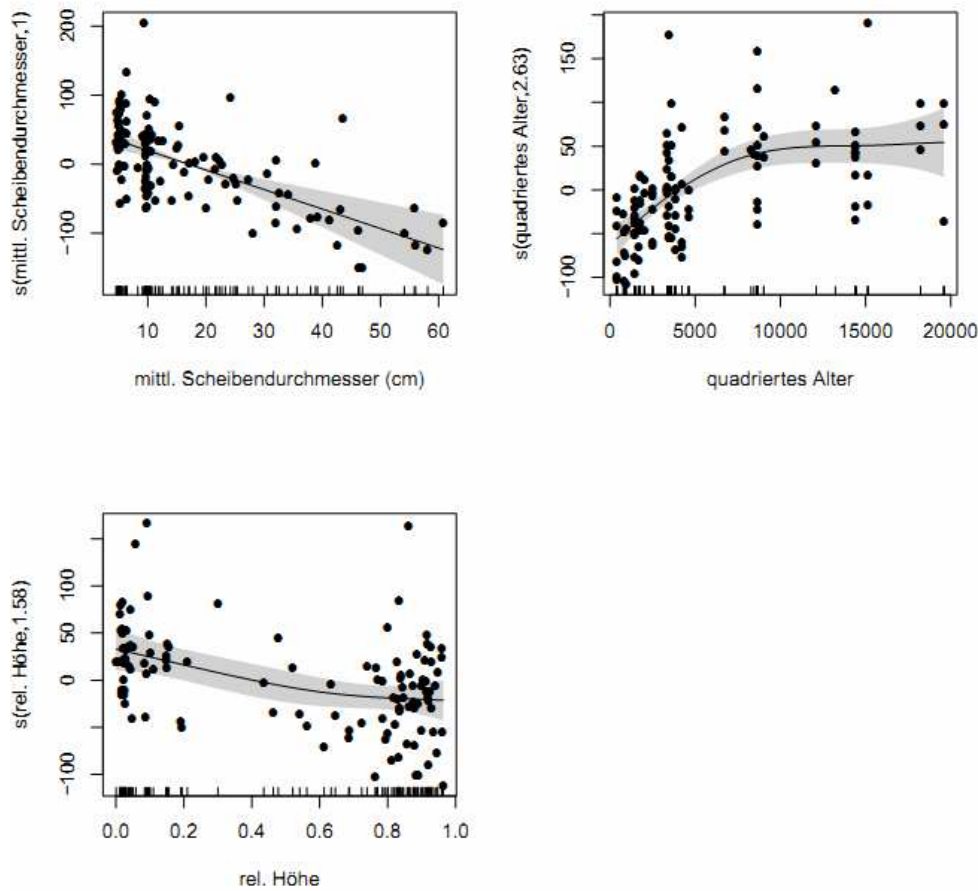 s(mittl. Scheibendurchmesser,1)
200
100
0
−100
10 20 30 40 50 60
mittl. Scheibendurchmesser (cm)
s(quadriertes Alter,2.63)
150
50
0
−100
0 5000 10000 15000 20000
quadriertes Alter
s(rel. Höhe,1.58)
100
50
0
−100
0.0 0.2 0.4 0.6 0.8 1.0
rel. Höhe